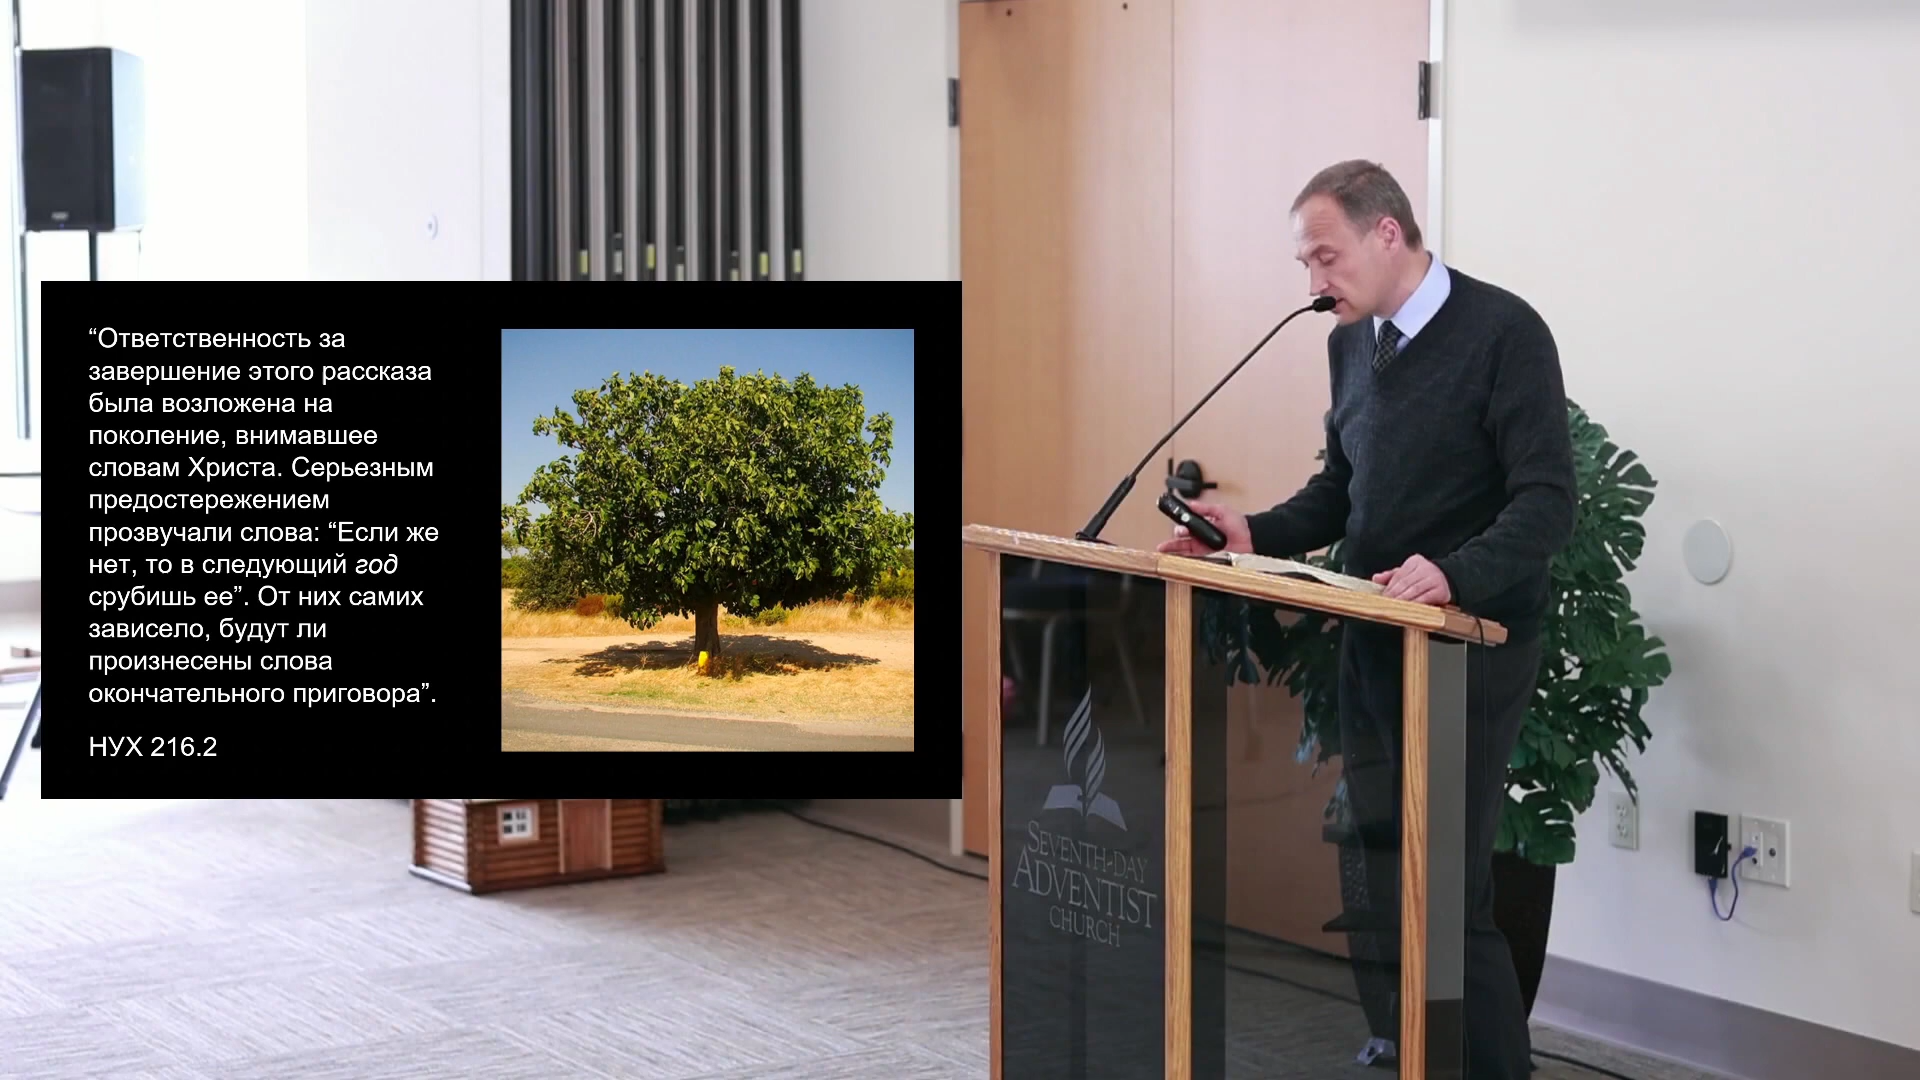 “Ответственность за
завершение этого рассказа
была возложена на
поколение, внимавшее
словам Христа. Серьезным
предостережением
прозвучали слова: “Если же
нет, то в следующий год
срубишь ее”. От них самих
зависело, будут ли
произнесены слова
окончательного приговора”.
НУХ 216.2
SEVENTH-DAY
ADVENTIST
CHURCH